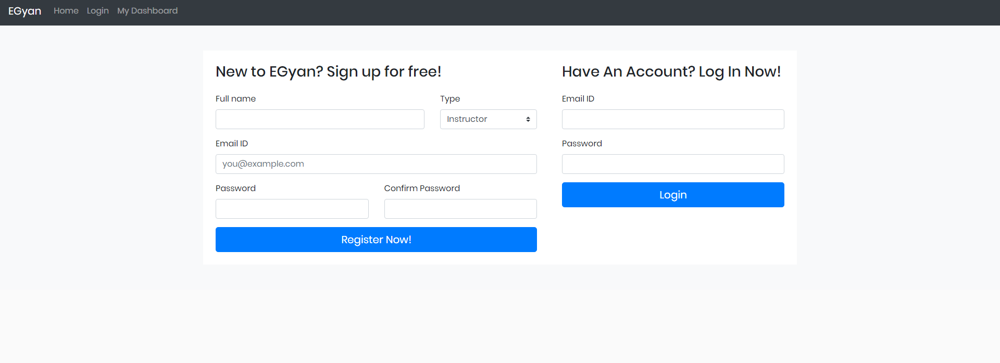 EGyan Home Login My Dashboard
New to EGyan? Sign up for free!
Full name Type
Instructor
Email ID
you@example.com
Password Confirm Password
Register Now!
Have An Account? Log In Now!
Email ID
Password
Login